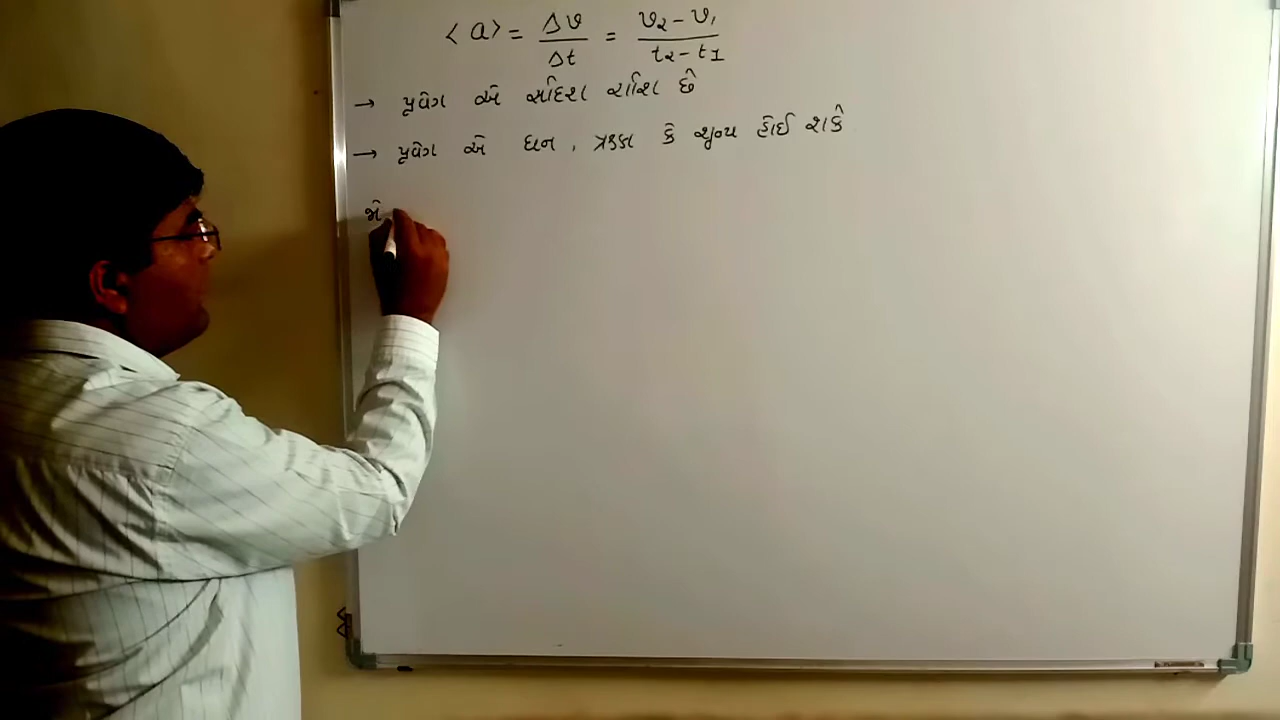 < a > = Δv / Δt = v₂ - v₁ / t₂ - t₁
→ પ્રવેગ એ સદિશ રાશિ છે
→ પ્રવેગ એ ધન , ઋણ કે શૂન્ય હોઈ શકે
જો